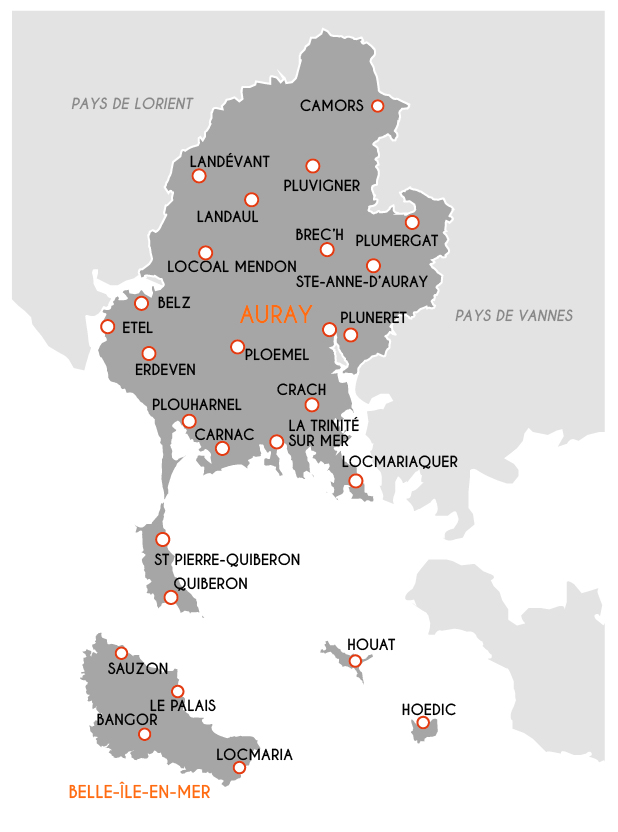 PAYS DE LORIENT
CAMORS
LANDÉVANT
PLUVIGNER
LANDAUL
BREC'H
PLUMERGAT
LOCOAL MENDON
STE-ANNE-D'AURAY
BELZ
AURAY
PLUNERET
PAYS DE VANNES
ETEL
PLOEMEL
ERDEVEN
CRACH
PLOUHARNEL
CARNAC
LA TRINITÉ
SUR MER
LOCMARIAQUER
ST PIERRE-QUIBERON
QUIBERON
HOUAT
SAUZON
LE PALAIS
HOEDIC
BANGOR
LOCMARIA
BELLE-ÎLE-EN-MER